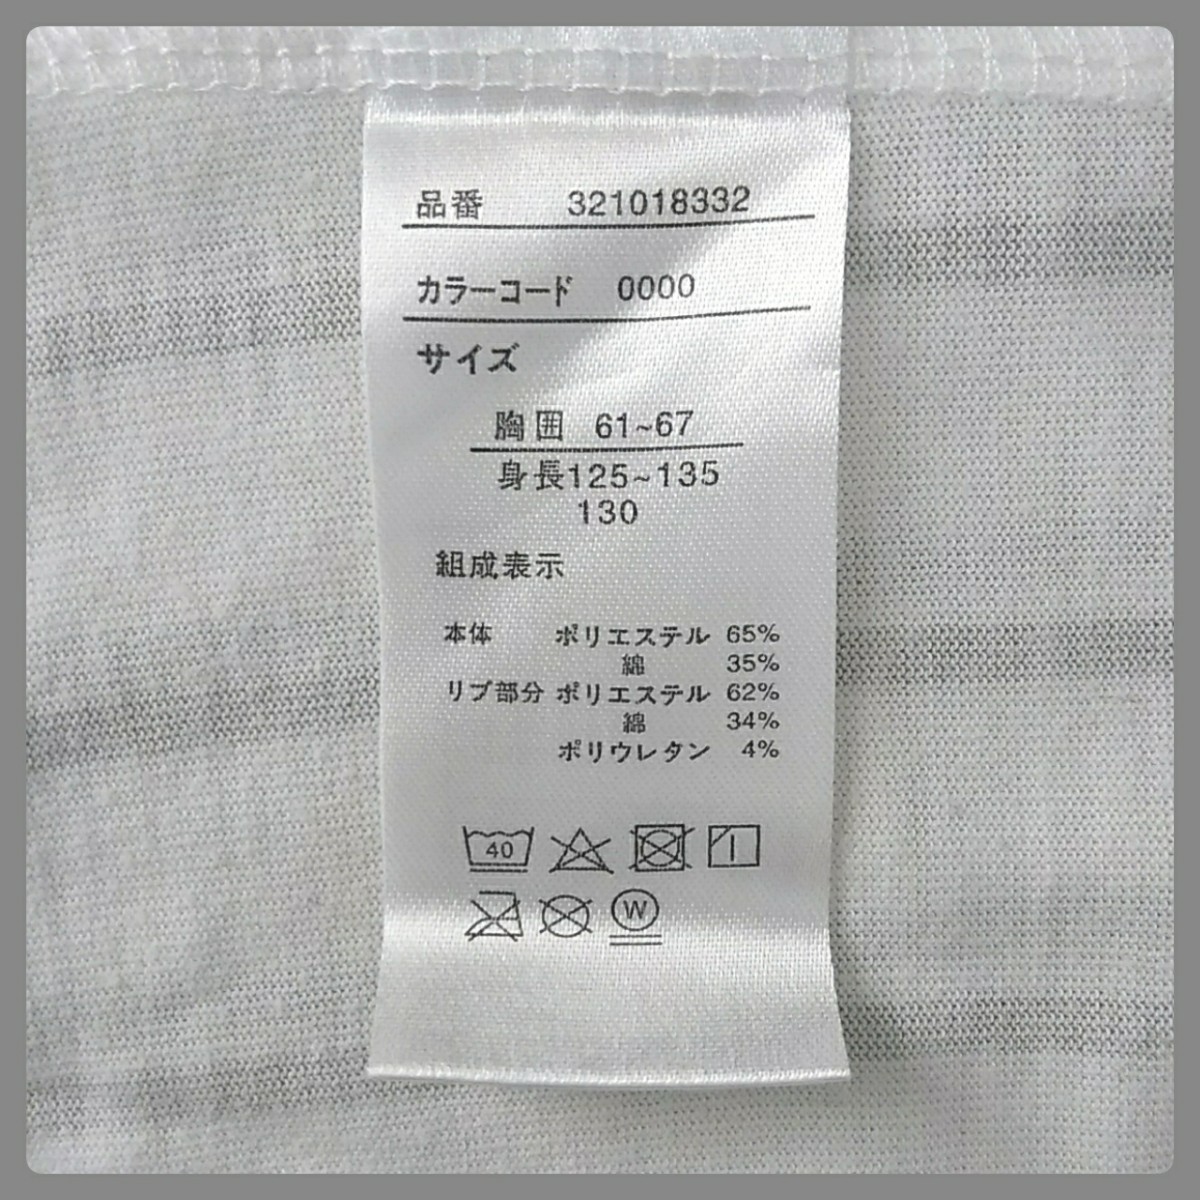 品番 321018332
カラーコード 0000
サイズ
胸囲 61~67
身長125~135
130
組成表示
本体 ポリエステル 65%
綿 35%
リブ部分 ポリエステル 62%
綿 34%
ポリウレタン 4%
40
W